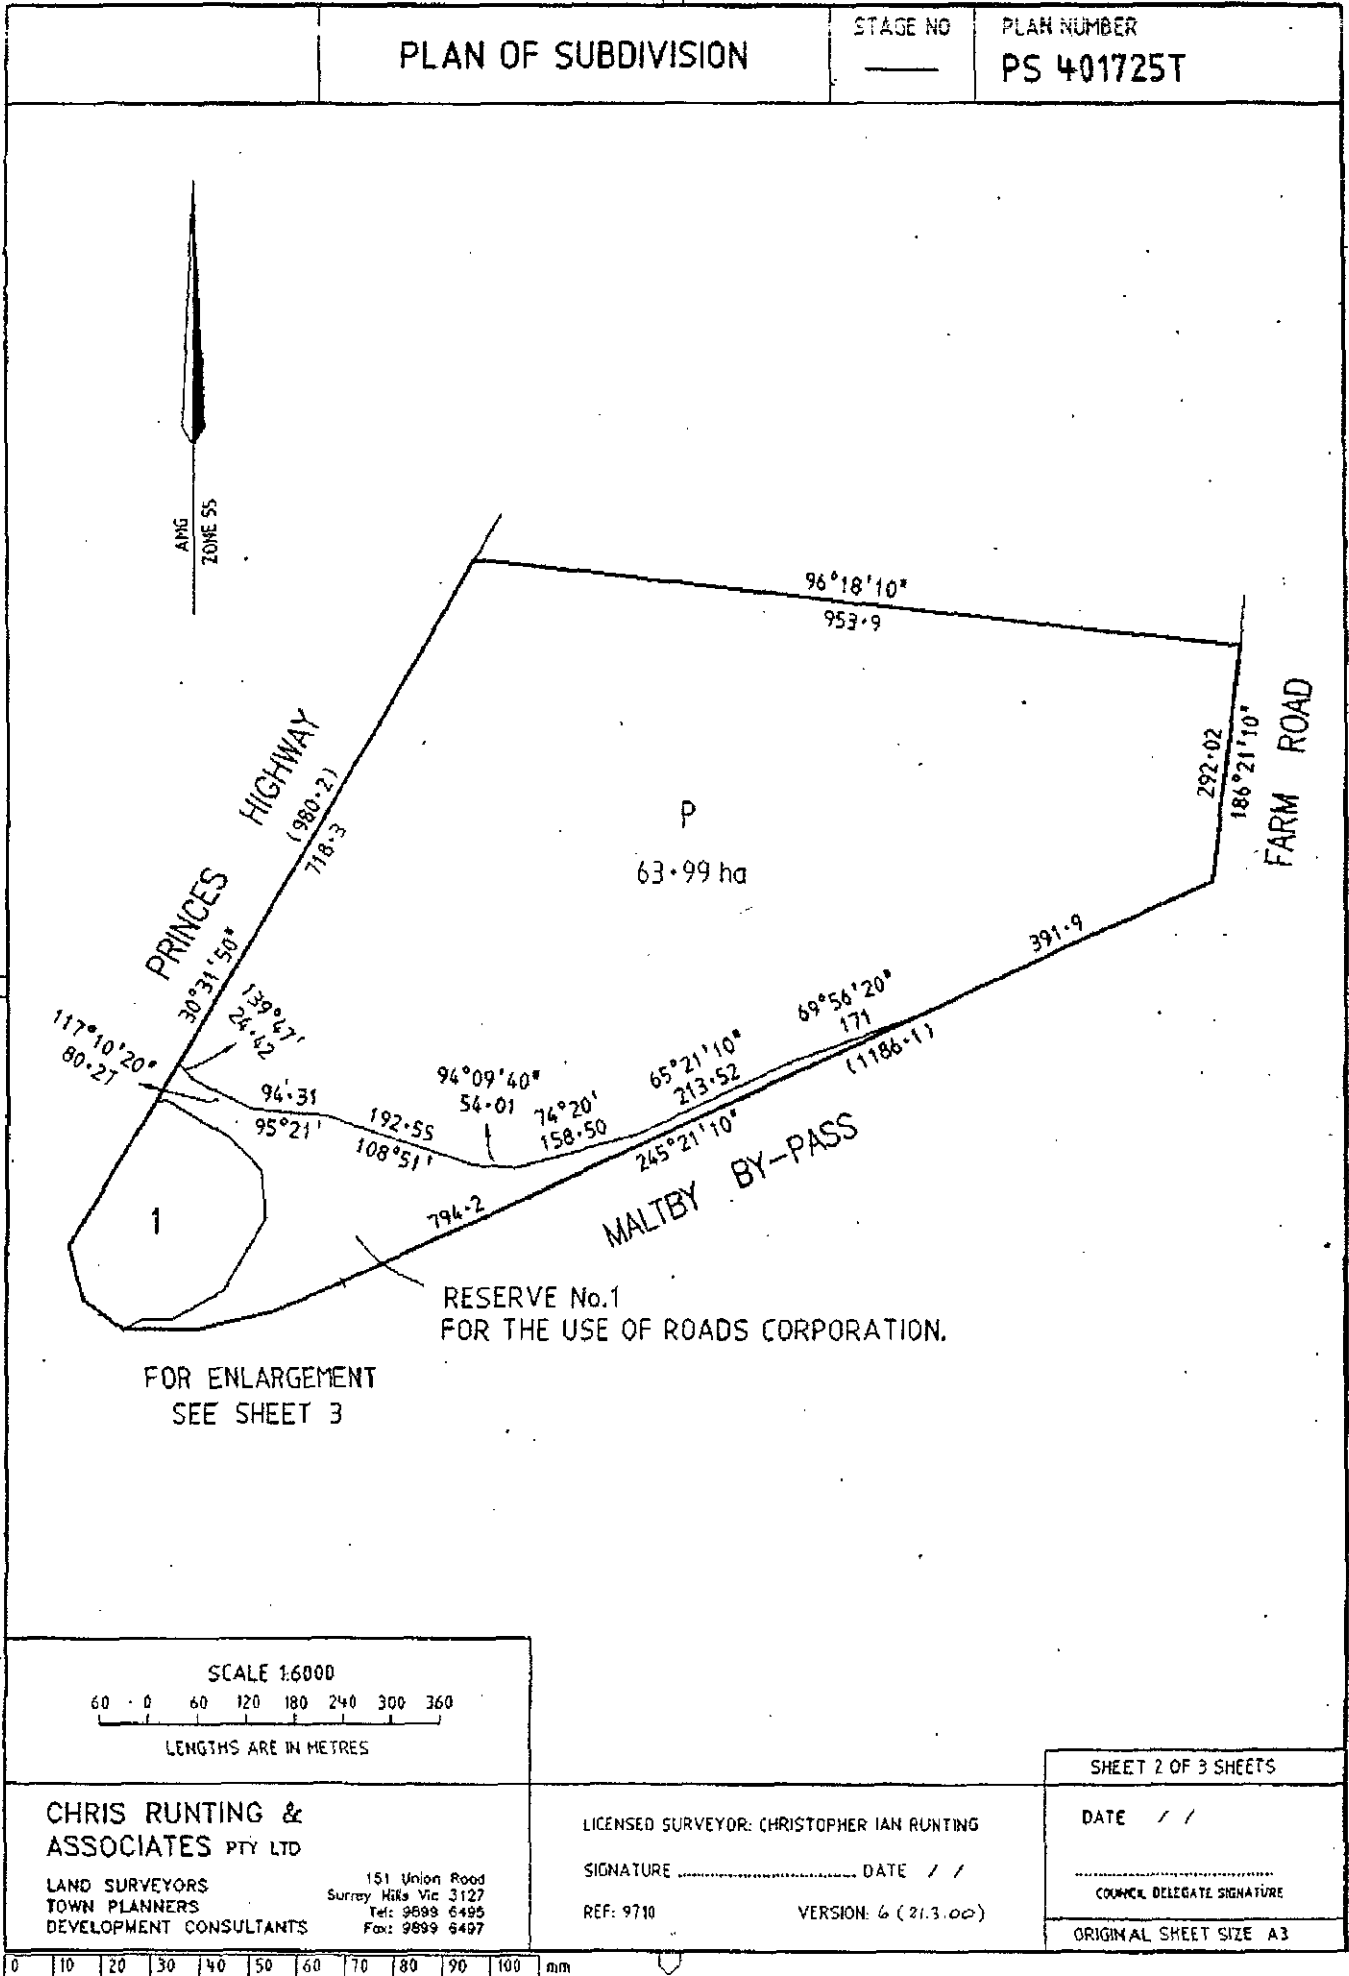 PLAN OF SUBDIVISION
STAGE NO
PLAN NUMBER
PS 401725T
AMG
ZONE 55
96°18'10"
953·9
PRINCES HIGHWAY
(980·2)
718·3
30°31'50"
P
63·99 ha
292·02
186°21'10"
FARM ROAD
391·9
139°47'
24·42
117°10'20"
80·27
94·31
95°21'
192·55
108°51'
94°09'40"
54·01
74°20'
158·50
65°21'10"
213·52
69°56'20"
171
(1186·1)
245°21'10"
794·2
MALTBY BY-PASS
1
RESERVE No.1
FOR THE USE OF ROADS CORPORATION.
FOR ENLARGEMENT
SEE SHEET 3
SCALE 1:6000
60 · 0 60 120 180 240 300 360
LENGTHS ARE IN METRES
SHEET 2 OF 3 SHEETS
CHRIS RUNTING &
ASSOCIATES PTY LTD
LAND SURVEYORS
TOWN PLANNERS
DEVELOPMENT CONSULTANTS
151 Union Road
Surrey Hills Vic 3127
Tel: 9899 6495
Fax: 9899 6497
LICENSED SURVEYOR: CHRISTOPHER IAN RUNTING
SIGNATURE ................................ DATE / /
REF: 9710
VERSION: 6 (21.3.00)
DATE / /
COUNCIL DELEGATE SIGNATURE
ORIGINAL SHEET SIZE A3
0 10 20 30 40 50 60 70 80 90 100 mm